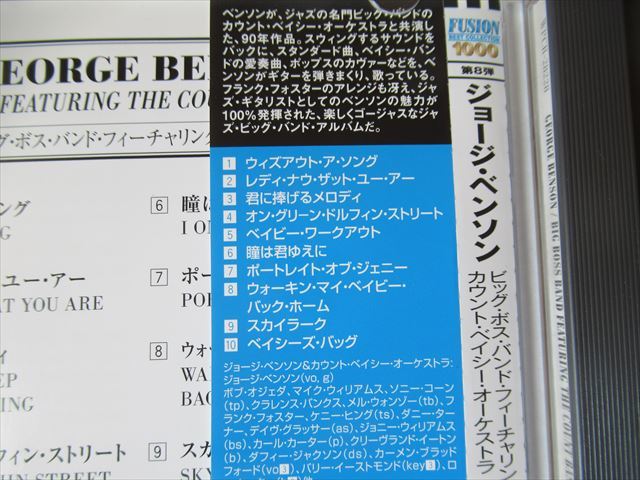 ベンソンが、ジャズの名門ビッグ・バンドの
カウント・ベイシー・オーケストラと共演した、
90年作品。スウィングするサウンドを
バックに、スタンダード曲、ベイシー・バン
ドの愛奏曲、ポップスのカヴァーなどを、ベ
ンソンがギターを弾きまくり、歌っている。
フランク・フォスターのアレンジも冴え、ジャ
ズ・ギタリストとしてのベンソンの魅力が
100％発揮された、楽しくゴージャスなジャ
ズ・ビッグ・バンド・アルバムだ。
1 ウィズアウト・ア・ソング
2 レディ・ナウ・ザット・ユー・アー
3 君に捧げるメロディ
4 オン・グリーン・ドルフィン・ストリート
5 ベイビー・ワークアウト
6 瞳は君ゆえに
7 ポートレイト・オブ・ジェニー
8 ウォーキン・マイ・ベイビー・
バック・ホーム
9 スカイラーク
10 ベイシーズ・バッグ
ジョージ・ベンソン&カウント・ベイシー・オーケストラ:
ジョージ・ベンソン(vo, g)
ボブ・オジェダ、マイク・ウィリアムス、ソニー・コーン
(tp)、クラレンス・バンクス、メル・ウォンゾー(tb)、フ
ランク・フォスター、ケニー・ヒング(ts)、ダニー・ター
ナー、デイヴ・グラッサー(as)、ジョニー・ウィリアムス
(bs)、カール・カーター(p)、クリーヴランド・イートン
(b)、ダフィー・ジャクソン(ds)、カーメン・ブラッド
フォード(vo3)、バリー・イーストモンド(key3)、ロ
FUSION
BEST COLLECTION
1000
第8弾
ジョージ・ベンソン
ビッグ・ボス・バンド・フィーチャリン
カウント・ベイシー・オーケストラ
GEORGE BENSON / BIG BOSS BAND FEATURING THE COUNT BA
EORGE BEN
FEATURING THE COU
グ・ボス・バンド・フィーチャリング
ング
G
ユー・アー
AT YOU ARE
ィ
EP
ING
フィン・ストリート
HIN STREET
6 瞳は
I O
7 ポー
POR
8 ウォ
WA
BAC
9 スカ
SKY